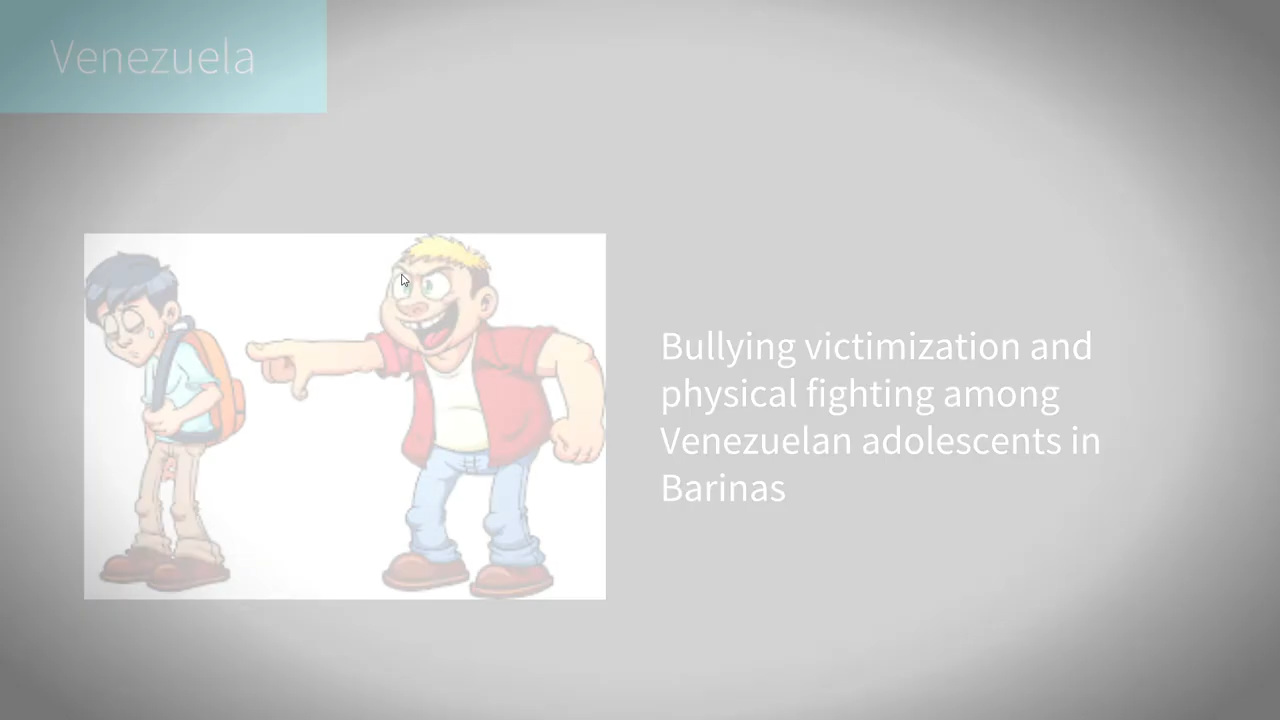 Venezuela
Bullying victimization and
physical fighting among
Venezuelan adolescents in
Barinas